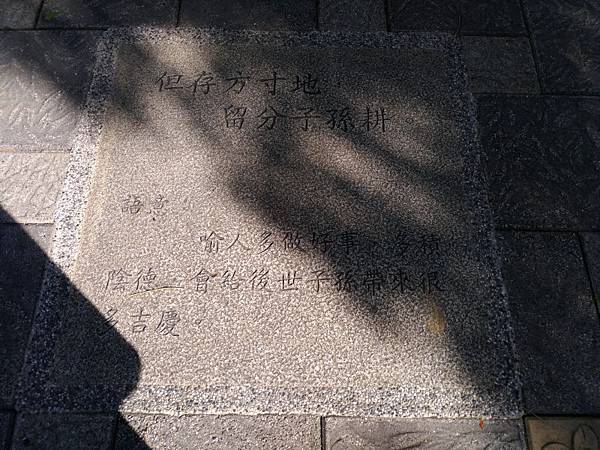 但存方寸地
留分子孫耕
語意：
喻人多做好事，多積
陰德，會給後世子孫帶來很
多吉慶。